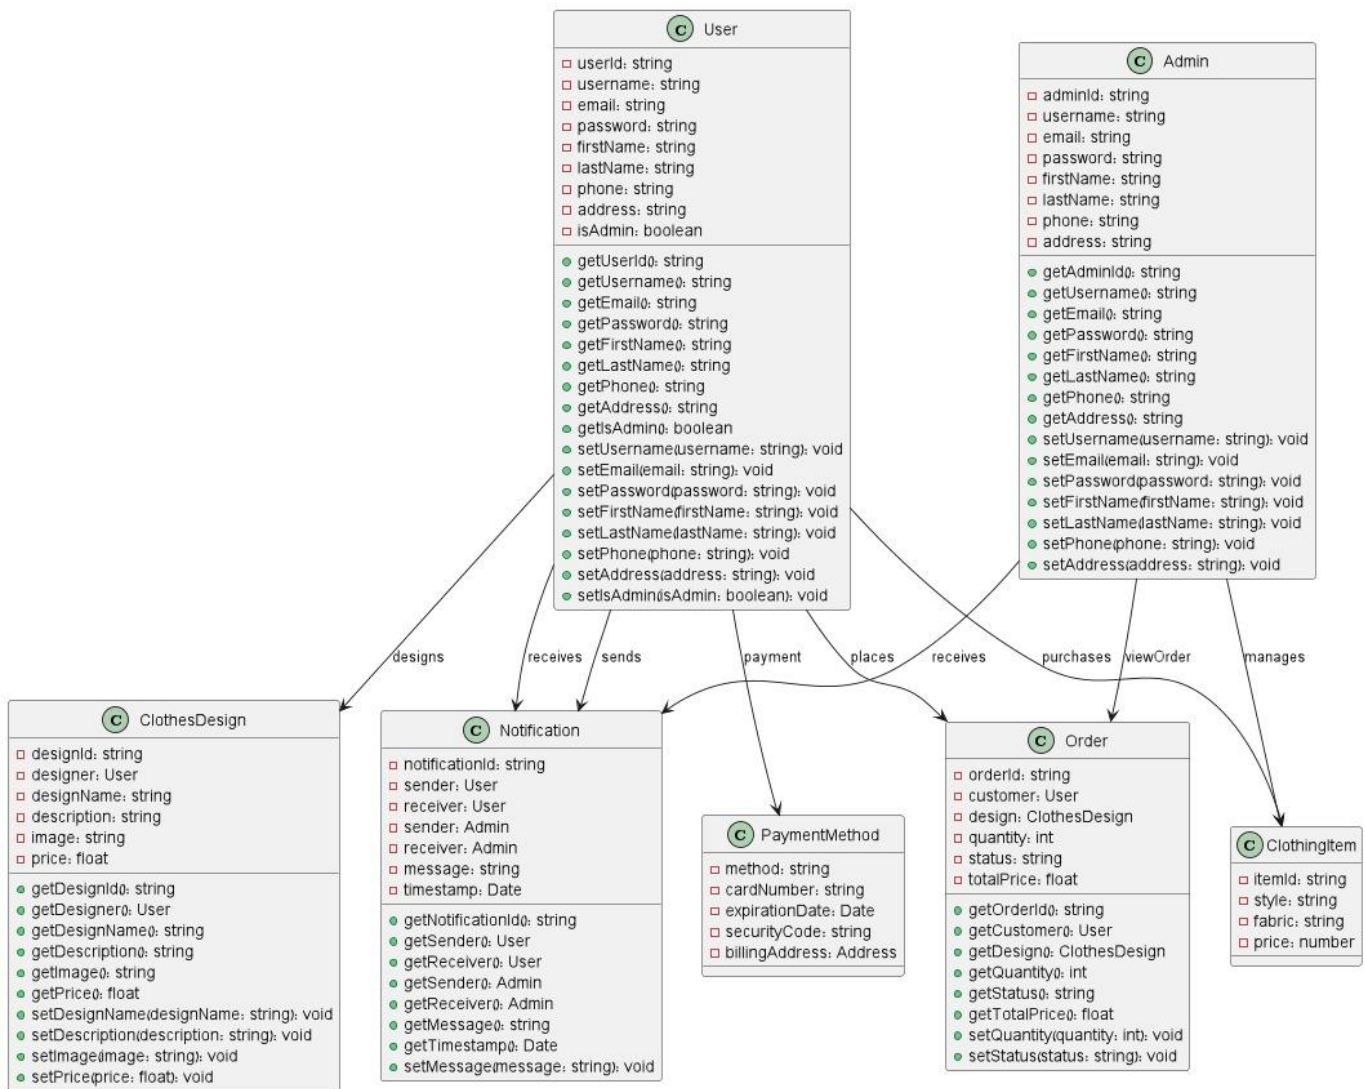 C User
userId: string
username: string
email: string
password: string
firstName: string
lastName: string
phone: string
address: string
isAdmin: boolean
getUserId(): string
getUsername(): string
getEmail(): string
getPassword(): string
getFirstName(): string
getLastName(): string
getPhone(): string
getAddress(): string
getIsAdmin(): boolean
setUsername(username: string): void
setEmail(email: string): void
setPassword(password: string): void
setFirstName(firstName: string): void
setLastName(lastName: string): void
setPhone(phone: string): void
setAddress(address: string): void
setIsAdmin(isAdmin: boolean): void
C Admin
adminId: string
username: string
email: string
password: string
firstName: string
lastName: string
phone: string
address: string
getAdminId(): string
getUsername(): string
getEmail(): string
getPassword(): string
getFirstName(): string
getLastName(): string
getPhone(): string
getAddress(): string
setUsername(username: string): void
setEmail(email: string): void
setPassword(password: string): void
setFirstName(firstName: string): void
setLastName(lastName: string): void
setPhone(phone: string): void
setAddress(address: string): void
designs
receives
sends
payment
places
receives
purchases
viewOrder
manages
C ClothesDesign
designId: string
designer: User
designName: string
description: string
image: string
price: float
getDesignId(): string
getDesigner(): User
getDesignName(): string
getDescription(): string
getImage(): string
getPrice(): float
setDesignName(designName: string): void
setDescription(description: string): void
setImage(image: string): void
setPrice(price: float): void
C Notification
notificationId: string
sender: User
receiver: User
sender: Admin
receiver: Admin
message: string
timestamp: Date
getNotificationId(): string
getSender(): User
getReceiver(): User
getSender(): Admin
getReceiver(): Admin
getMessage(): string
getTimestamp(): Date
setMessage(message: string): void
C PaymentMethod
method: string
cardNumber: string
expirationDate: Date
securityCode: string
billingAddress: Address
C Order
orderId: string
customer: User
design: ClothesDesign
quantity: int
status: string
totalPrice: float
getOrderId(): string
getCustomer(): User
getDesign(): ClothesDesign
getQuantity(): int
getStatus(): string
getTotalPrice(): float
setQuantity(quantity: int): void
setStatus(status: string): void
C ClothingItem
itemId: string
style: string
fabric: string
price: number